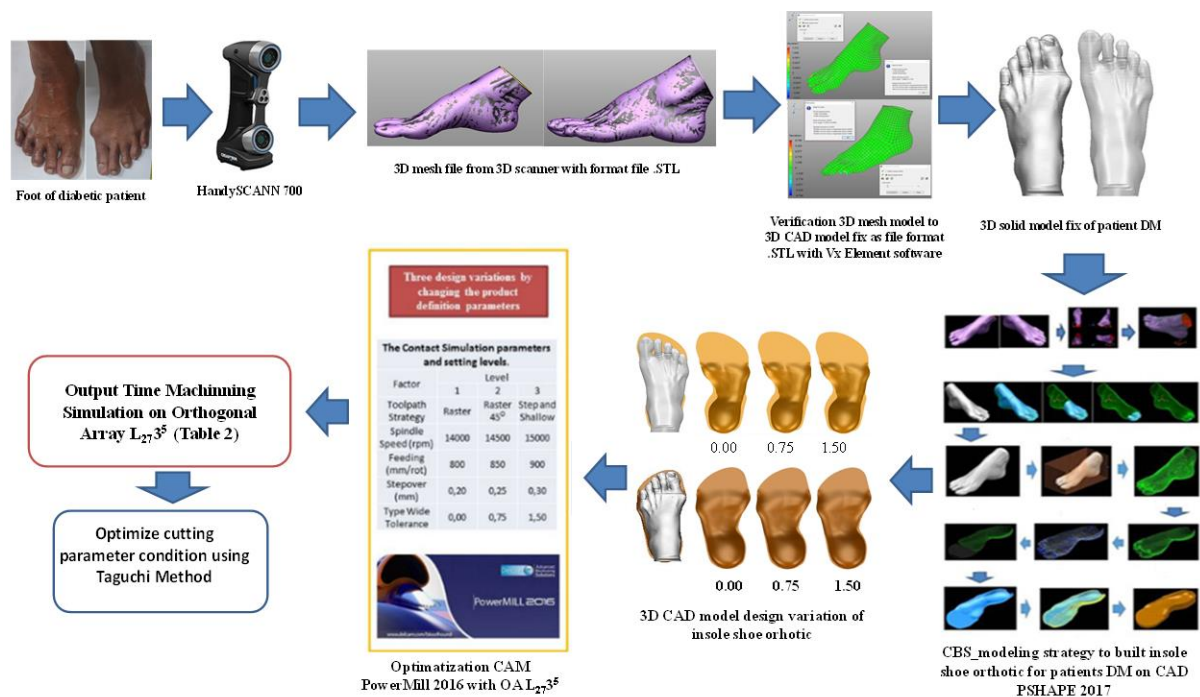 Foot of diabetic patient
HandySCANN 700
3D mesh file from 3D scanner with format file .STL
Verification 3D mesh model to
3D CAD model fix as file format
.STL with Vx Element software
3D solid model fix of patient DM
CBS_modeling strategy to built insole
shoe orthotic for patients DM on CAD
PSHAPE 2017
0.00 0.75 1.50
0.00 0.75 1.50
3D CAD model design variation of
insole shoe orhotic
Three design variations by
changing the product
definition parameters
The Contact Simulation parameters
and setting levels.
Factor Level
1 2 3
Toolpath Strategy Raster Raster 45⁰ Step and Shallow
Spindle Speed (rpm) 14000 14500 15000
Feeding (mm/rot) 800 850 900
Stepover (mm) 0,20 0,25 0,30
Type Wide Tolerance 0,00 0,75 1,50
PowerMILL 2016
Optimatization CAM
PowerMill 2016 with OA L₂₇3⁵
Output Time Machinning
Simulation on Orthogonal
Array L₂₇3⁵ (Table 2)
Optimize cutting
parameter condition using
Taguchi Method